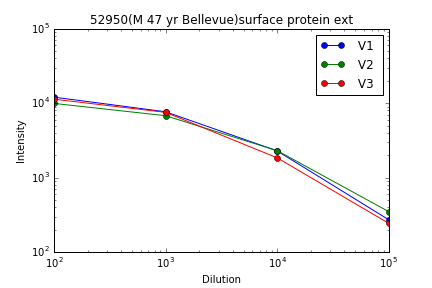 52950(M 47 yr Bellevue)surface protein ext
10^5
10^4
10^3
10^2
Intensity
V1
V2
V3
10^2 10^3 10^4 10^5
Dilution